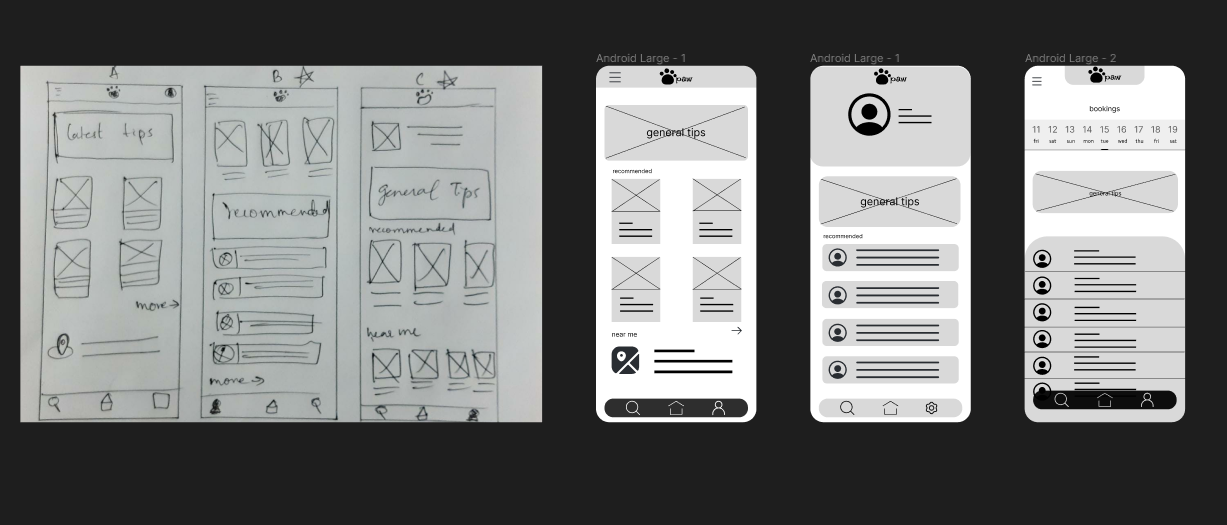 A
latest tips
more →
B
recommended
more →
C
general Tips
recommended
near me
Android Large - 1
paw
general tips
recommended
near me
Android Large - 1
paw
general tips
recommended
Android Large - 2
paw
bookings
11 12 13 14 15 16 17 18 19
fri sat sun mon tue wed thu fri sat
general tips